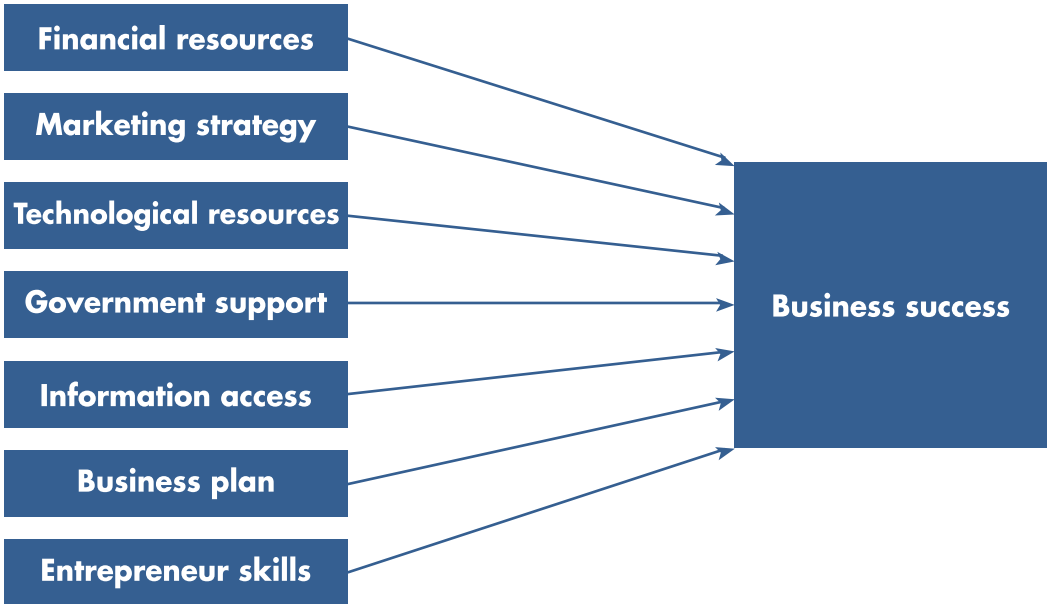 Financial resources
Marketing strategy
Technological resources
Government support
Information access
Business plan
Entrepreneur skills
Business success